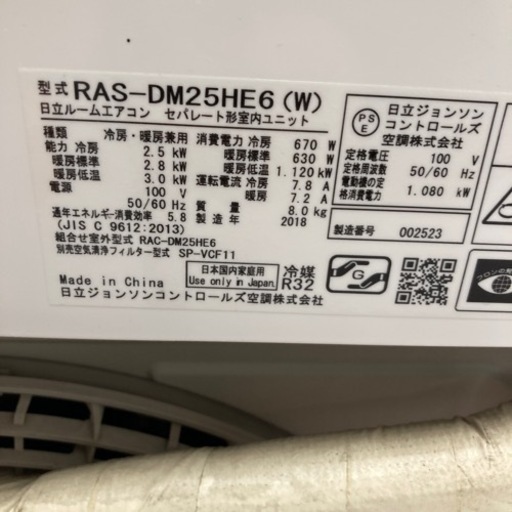 型式 RAS-DM25HE6 (W)
日立ルームエアコン セパレート形室内ユニット
種類 冷房・暖房兼用
能力 冷房 2.5 kW
暖房標準 2.8 kW
暖房低温 3.0 kW
電源 100 V
50/60 Hz
通年エネルギー消費効率 5.8
(JIS C 9612:2013)
組合せ室外型式 RAC-DM25HE6
別売空気清浄フィルター型式 SP-VCF11
消費電力 冷房 670 W
暖房標準 630 W
暖房低温 1.120 kW
運転電流 冷房 7.8 A
暖房 7.2 A
質量 8.0 kg
製造年 2018
PS
E
日立ジョンソン
コントロールズ
空調株式会社
定格電圧 100 V
定格周波数 50/60 Hz
電動機の定
格消費電力 1.080 kW
製造番号 002523
Made in China
日立ジョンソンコントロールズ空調株式会社
日本国内家庭用
Use only in Japan.
冷媒
R32
G